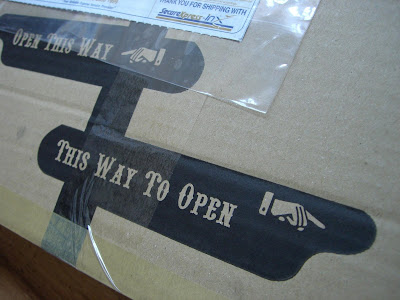 THANK YOU FOR SHIPPING WITH
OPEN THIS WAY
THIS WAY TO OPEN